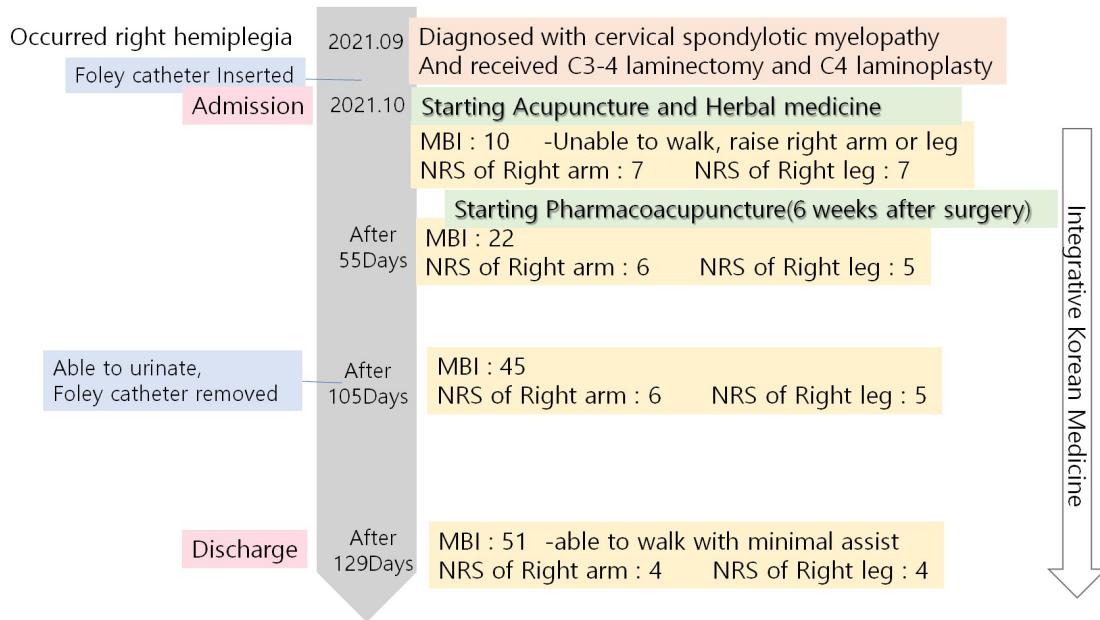 Occurred right hemiplegia
2021.09
Diagnosed with cervical spondylotic myelopathy
And received C3-4 laminectomy and C4 laminoplasty
Foley catheter Inserted
Admission
2021.10
Starting Acupuncture and Herbal medicine
MBI : 10 -Unable to walk, raise right arm or leg
NRS of Right arm : 7 NRS of Right leg : 7
Starting Pharmacoacupuncture(6 weeks after surgery)
After
55Days
MBI : 22
NRS of Right arm : 6 NRS of Right leg : 5
Able to urinate,
Foley catheter removed
After
105Days
MBI : 45
NRS of Right arm : 6 NRS of Right leg : 5
Discharge
After
129Days
MBI : 51 -able to walk with minimal assist
NRS of Right arm : 4 NRS of Right leg : 4
Integrative Korean Medicine